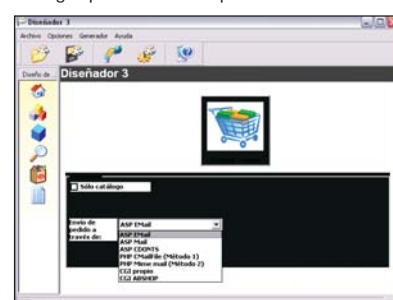 Diseñador 3
Archivo Opciones Generador Ayuda
Diseño de ...
Diseñador 3
Sólo catálogo
Envío de
pedido a
través de:
ASP EMail
ASP EMail
ASP Mail
ASP CDONTS
PHP CMailFile (Método 1)
PHP Mime mail (Método 2)
CGI propio
CGI ABSHOP